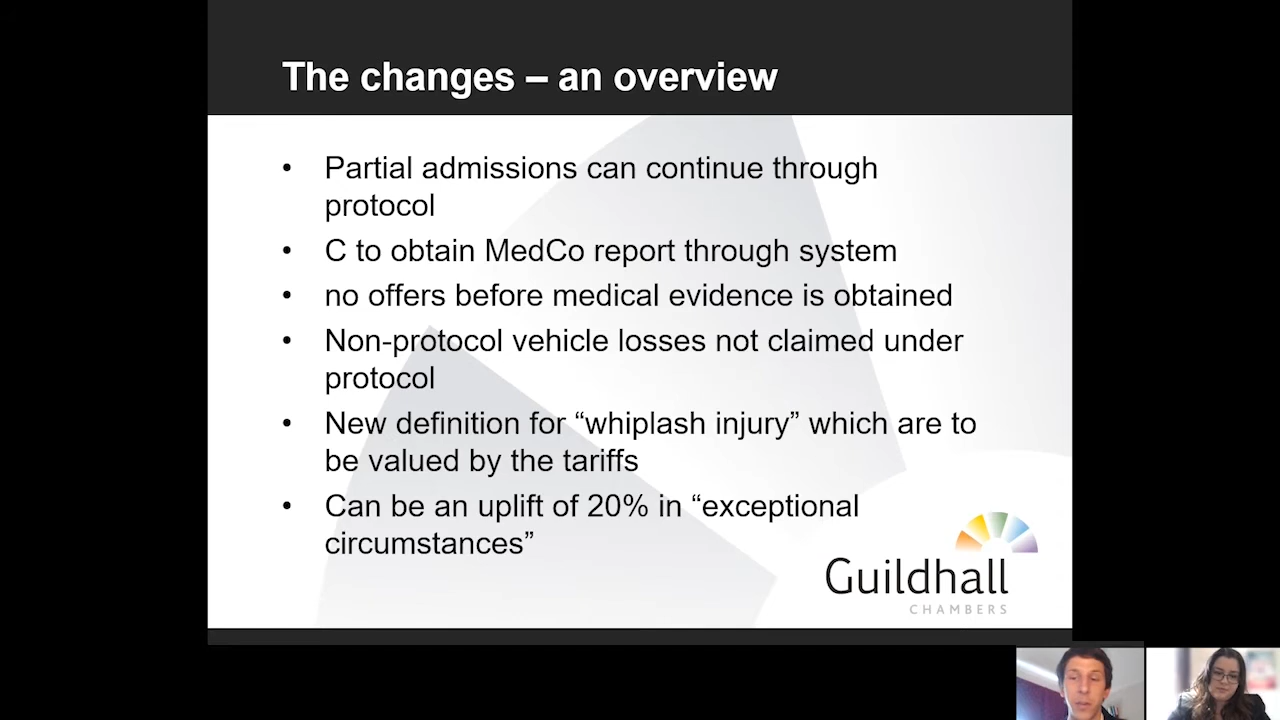 The changes – an overview
• Partial admissions can continue through
protocol
• C to obtain MedCo report through system
• no offers before medical evidence is obtained
• Non-protocol vehicle losses not claimed under
protocol
• New definition for “whiplash injury” which are to
be valued by the tariffs
• Can be an uplift of 20% in “exceptional
circumstances”
Guildhall
CHAMBERS